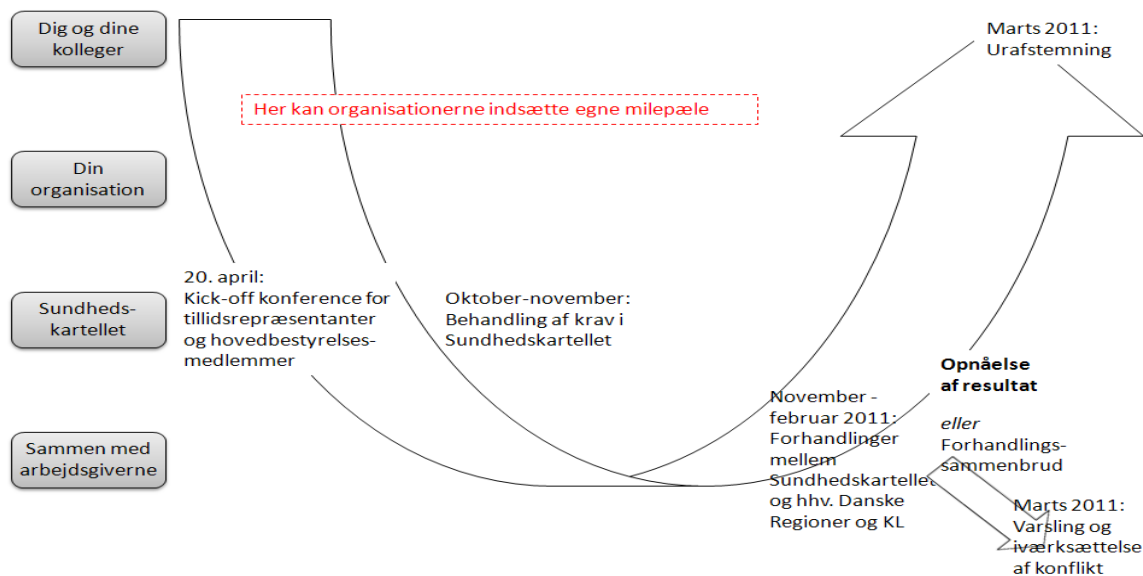 Dig og dine
kolleger
Marts 2011:
Urafstemning
Her kan organisationerne indsætte egne milepæle
Din
organisation
20. april:
Kick-off konference for
tillidsrepræsentanter
og hovedbestyrelses-
medlemmer
Sundheds-
kartellet
Oktober-november:
Behandling af krav i
Sundhedskartellet
Opnåelse
af resultat
eller
Forhandlings-
sammenbrud
November -
februar 2011:
Forhandlinger
mellem
Sundhedskartellet
og hhv. Danske
Regioner og KL
Sammen med
arbejdsgiverne
Marts 2011:
Varsling og
iværksættelse
af konflikt